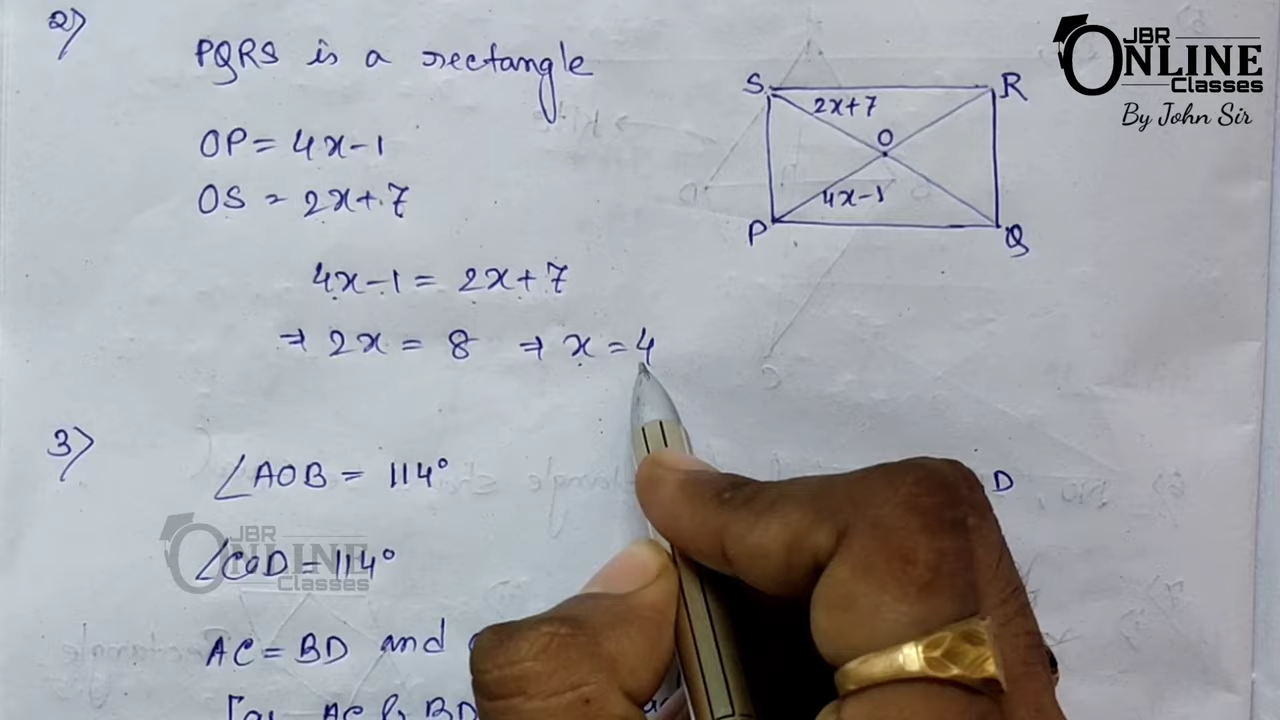 2)
PQRS is a rectangle
OP = 4x-1
OS = 2x+7
4x-1 = 2x+7
⇒ 2x = 8 ⇒ x = 4
S
R
2x+7
O
4x-1
P
Q
3)
∠AOB = 114°
D
∠COD = 114°
AC = BD and
AC & BD
JBR
ONLINE
Classes
By John Sir
JBR
ONLINE
Classes